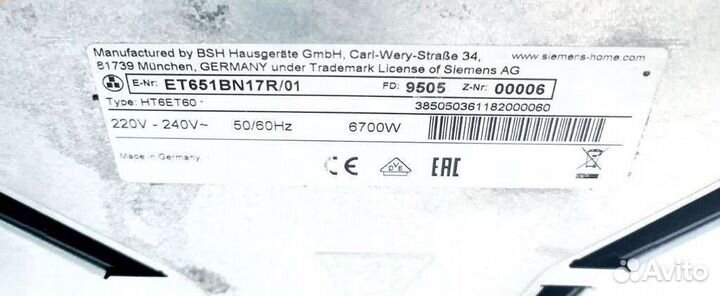 Manufactured by BSH Hausgeräte GmbH, Carl-Wery-Straße 34,
www.siemens-home.com
81739 München, GERMANY under Trademark License of Siemens AG
E-Nr: ET651BN17R/01 FD: 9505 Z-Nr: 00006
Type: HT6ET60 385050361182000060
220V - 240V~ 50/60Hz 6700W
Made in Germany CE VDE EAC
Avito